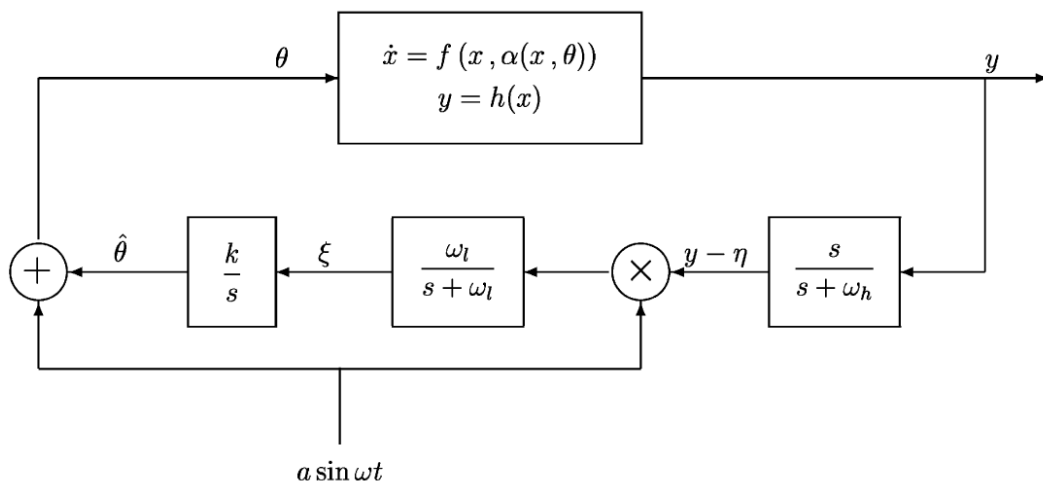 θ
ẋ = f (x , α(x , θ))
y = h(x)
y
+
θ̂
k/s
ξ
ω_l/(s + ω_l)
×
y − η
s/(s + ω_h)
a sin ωt